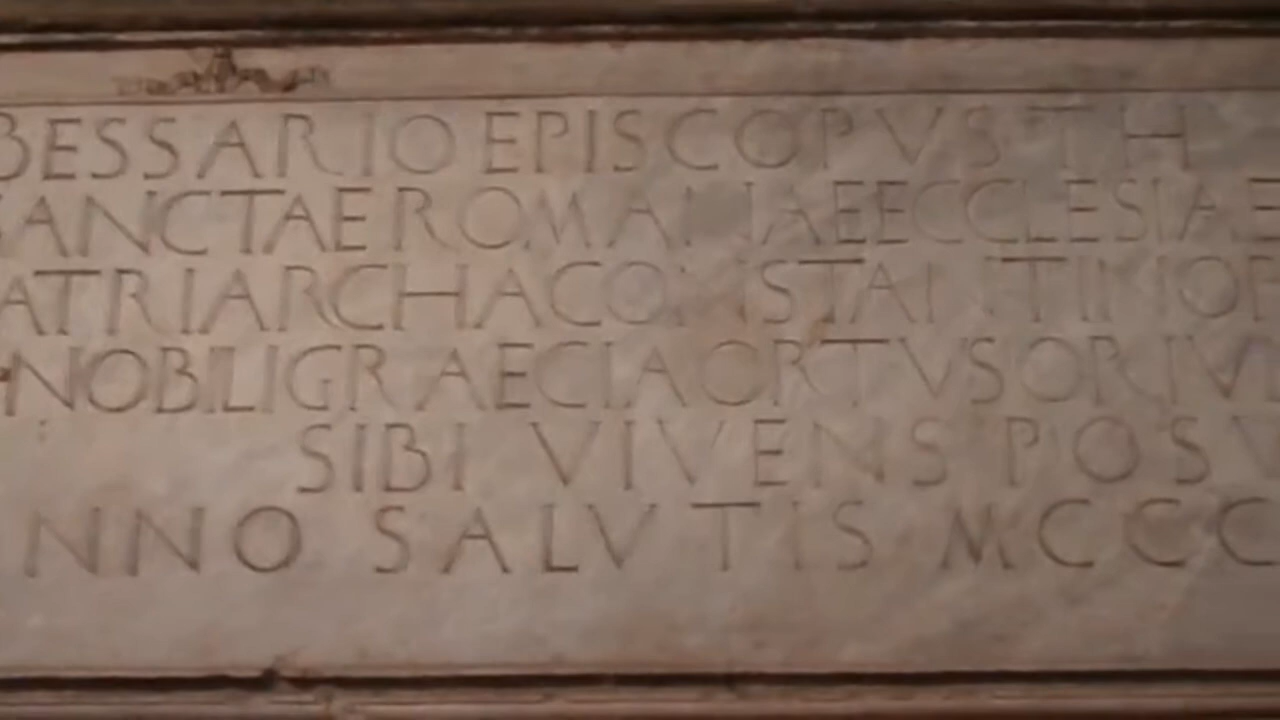 BESSARIO EPISCOPVS TH
SANCTAE ROMANAE ECCLESIAE
ATRIARCHA CONSTANTINOP
NOBILI GRAECIA ORTVS ORIVN
SIBI VIVENS POSV
NNO SALVTIS MCCC